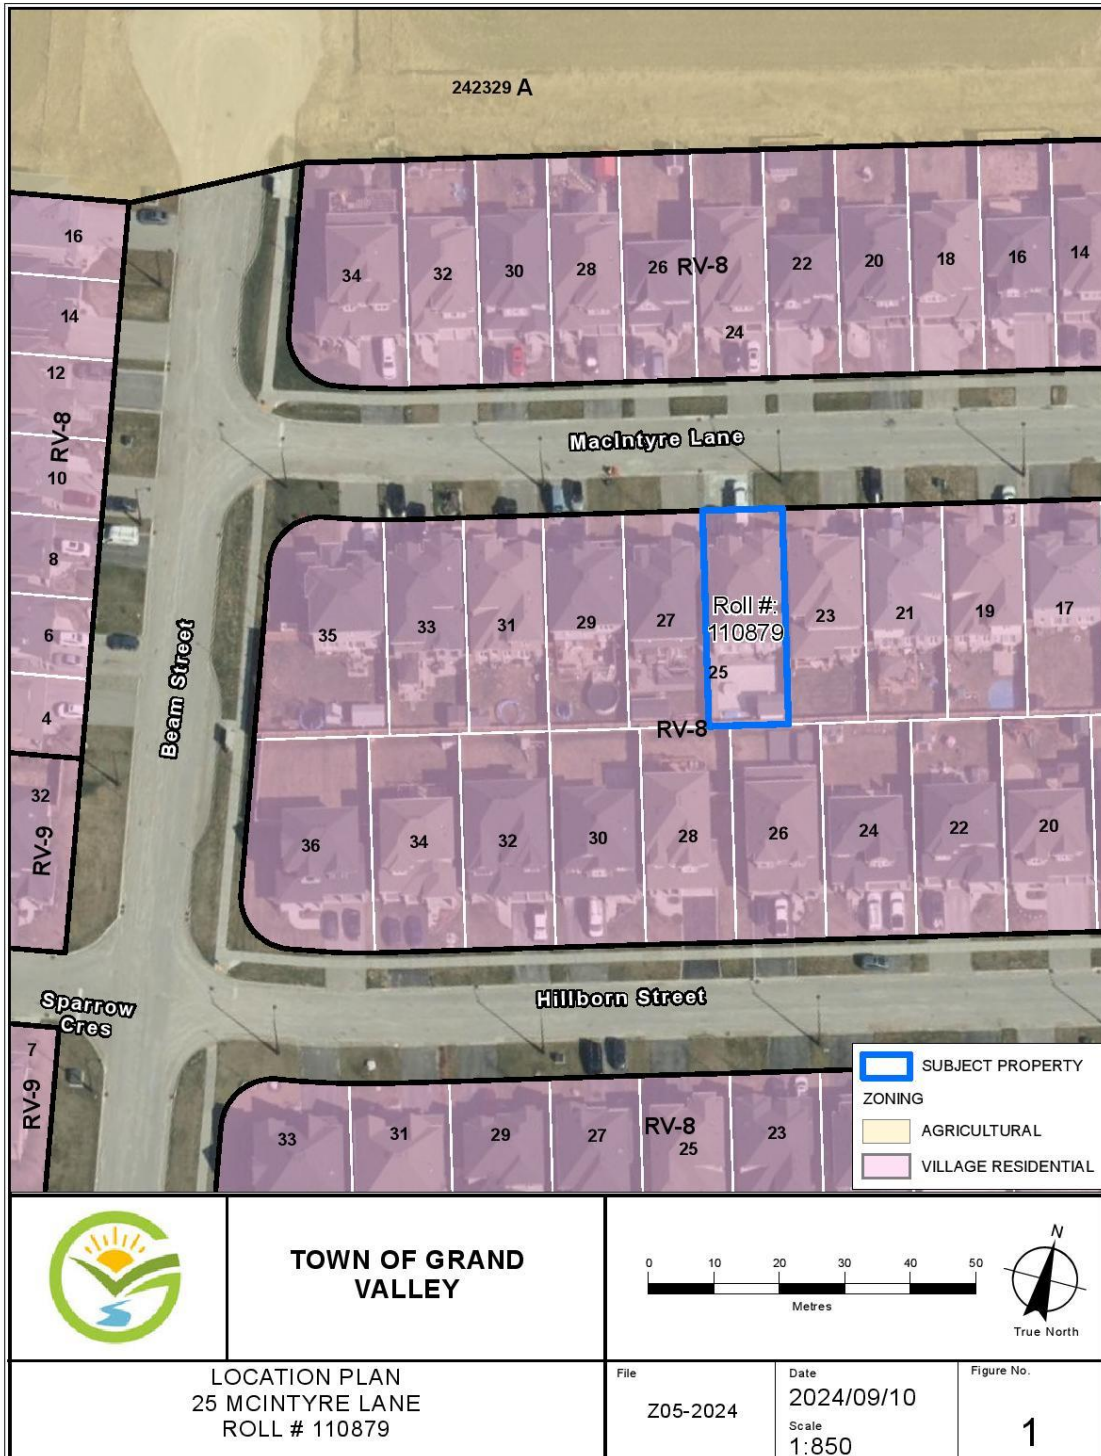 242329 A
16
14
12
RV-8
10
8
6
4
32
RV-9
7
RV-9
34
32
30
28
26
RV-8
24
22
20
18
16
14
MacIntyre Lane
Beam Street
35
33
31
29
27
Roll #:
110879
25
23
21
19
17
RV-8
36
34
32
30
28
26
24
22
20
Sparrow
Cres
Hillborn Street
33
31
29
27
RV-8
25
23
SUBJECT PROPERTY
ZONING
AGRICULTURAL
VILLAGE RESIDENTIAL
TOWN OF GRAND
VALLEY
0 10 20 30 40 50
Metres
N
True North
LOCATION PLAN
25 MCINTYRE LANE
ROLL # 110879
File
Z05-2024
Date
2024/09/10
Scale
1:850
Figure No.
1